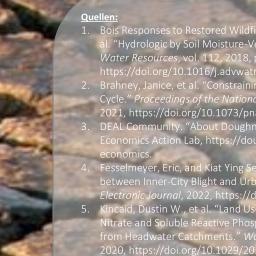 Quellen:
1. Bois Responses to Restored Wildfi
al. "Hydrologic by Soil Moisture-V
Water Resources, vol. 112, 2018, p
https://doi.org/10.1016/j.advwat
2. Brahney, Janice, et al. "Constrainin
Cycle." Proceedings of the Nationa
2021, https://doi.org/10.1073/pn
3. DEAL Community. "About Doughn
Economics Action Lab, https://dou
economics.
4. Fesselmeyer, Eric, and Kiat Ying Se
between Inner-City Blight and Urb
Electronic Journal, 2022, https://d
5. Kincaid, Dustin W., et al. "Land Us
Nitrate and Soluble Reactive Phosp
from Headwater Catchments." Wa
2020, https://doi.org/10.1029/20